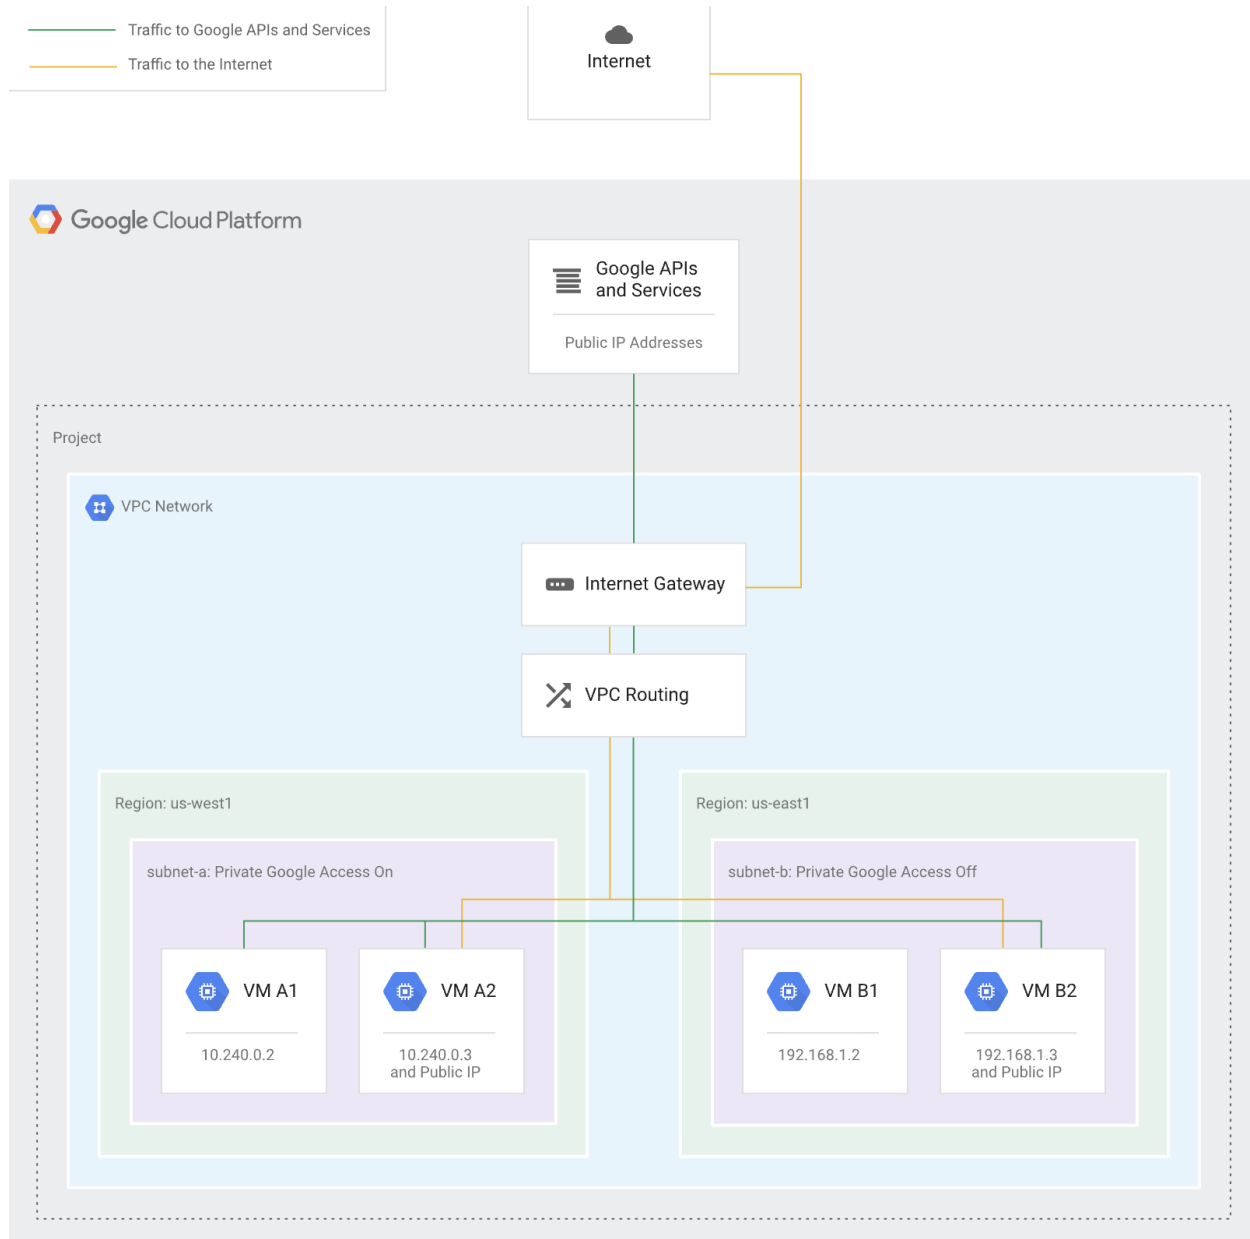 Traffic to Google APIs and Services
Traffic to the Internet
Internet
Google Cloud Platform
Google APIs
and Services
Public IP Addresses
Project
VPC Network
Internet Gateway
VPC Routing
Region: us-west1
Region: us-east1
subnet-a: Private Google Access On
subnet-b: Private Google Access Off
VM A1
10.240.0.2
VM A2
10.240.0.3
and Public IP
VM B1
192.168.1.2
VM B2
192.168.1.3
and Public IP